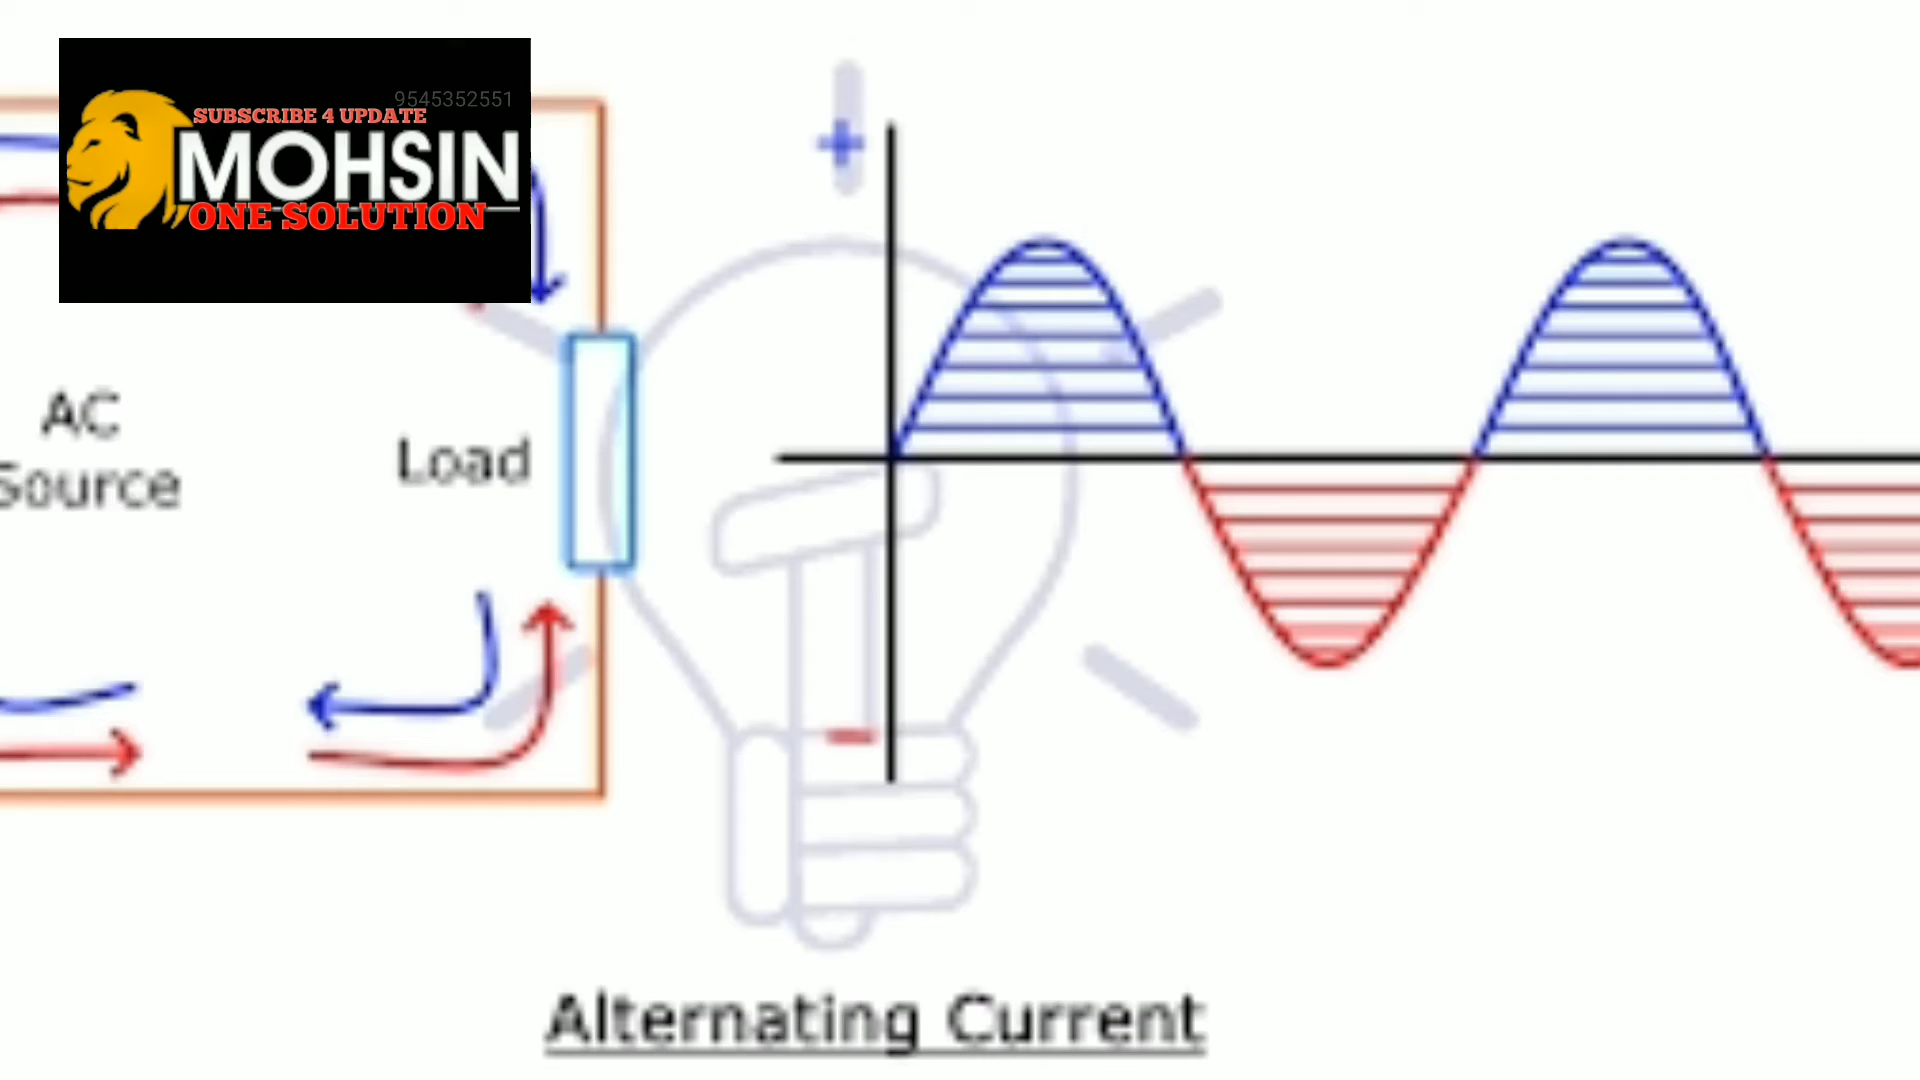 9545352551
SUBSCRIBE 4 UPDATE
MOHSIN
ONE SOLUTION
AC
Source
Load
+
−
Alternating Current